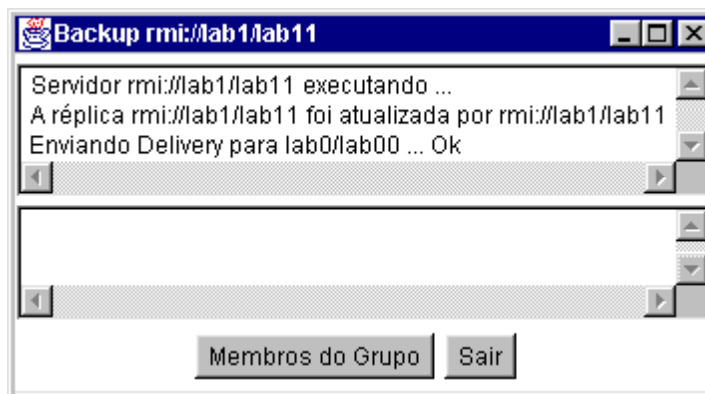 Backup rmi://lab1/lab11
Servidor rmi://lab1/lab11 executando ...
A réplica rmi://lab1/lab11 foi atualizada por rmi://lab1/lab11
Enviando Delivery para lab0/lab00 ... Ok
Membros do Grupo Sair